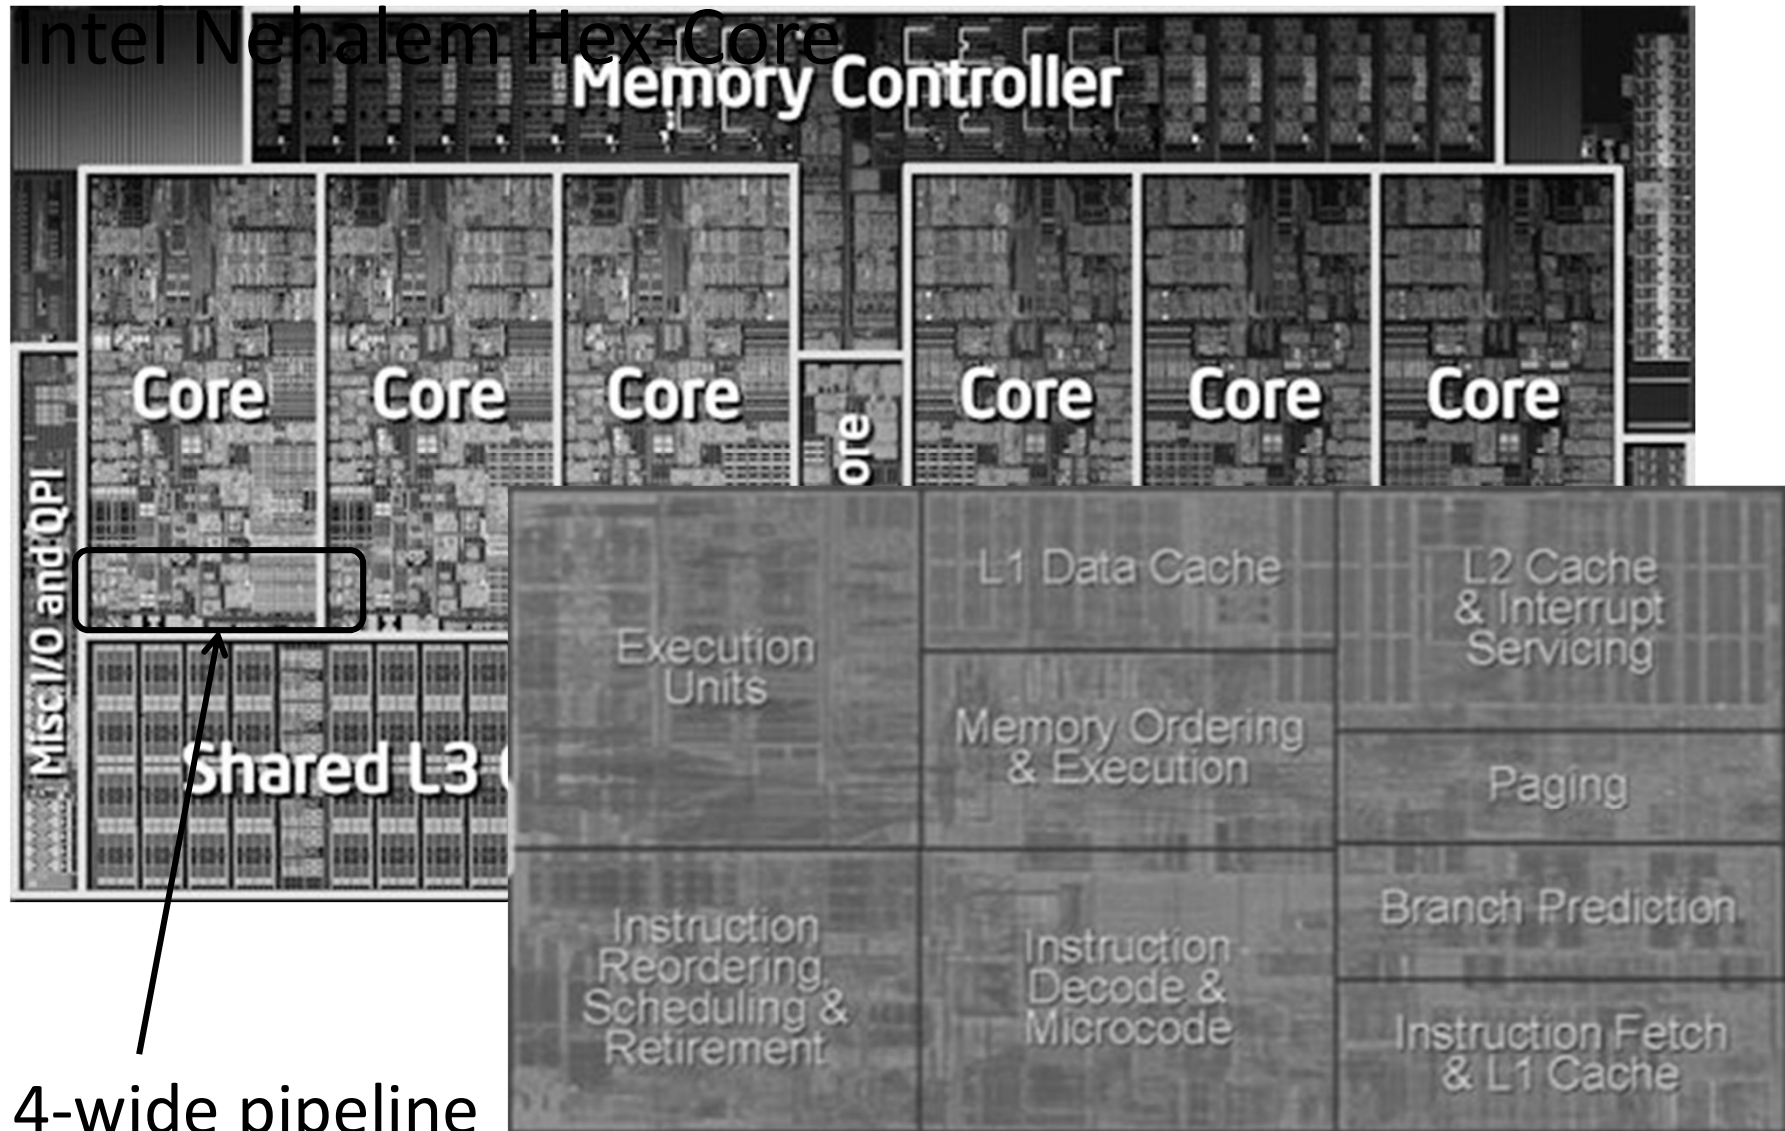 Intel Nehalem Hex-Core
Memory Controller
Core
Core
Core
Core
Core
Core
ore
Misc I/O and QPI
Shared L3
L1 Data Cache
L2 Cache
& Interrupt
Servicing
Execution
Units
Memory Ordering
& Execution
Paging
Branch Prediction
Instruction
Reordering,
Scheduling &
Retirement
Instruction
Decode &
Microcode
Instruction Fetch
& L1 Cache
4-wide pipeline